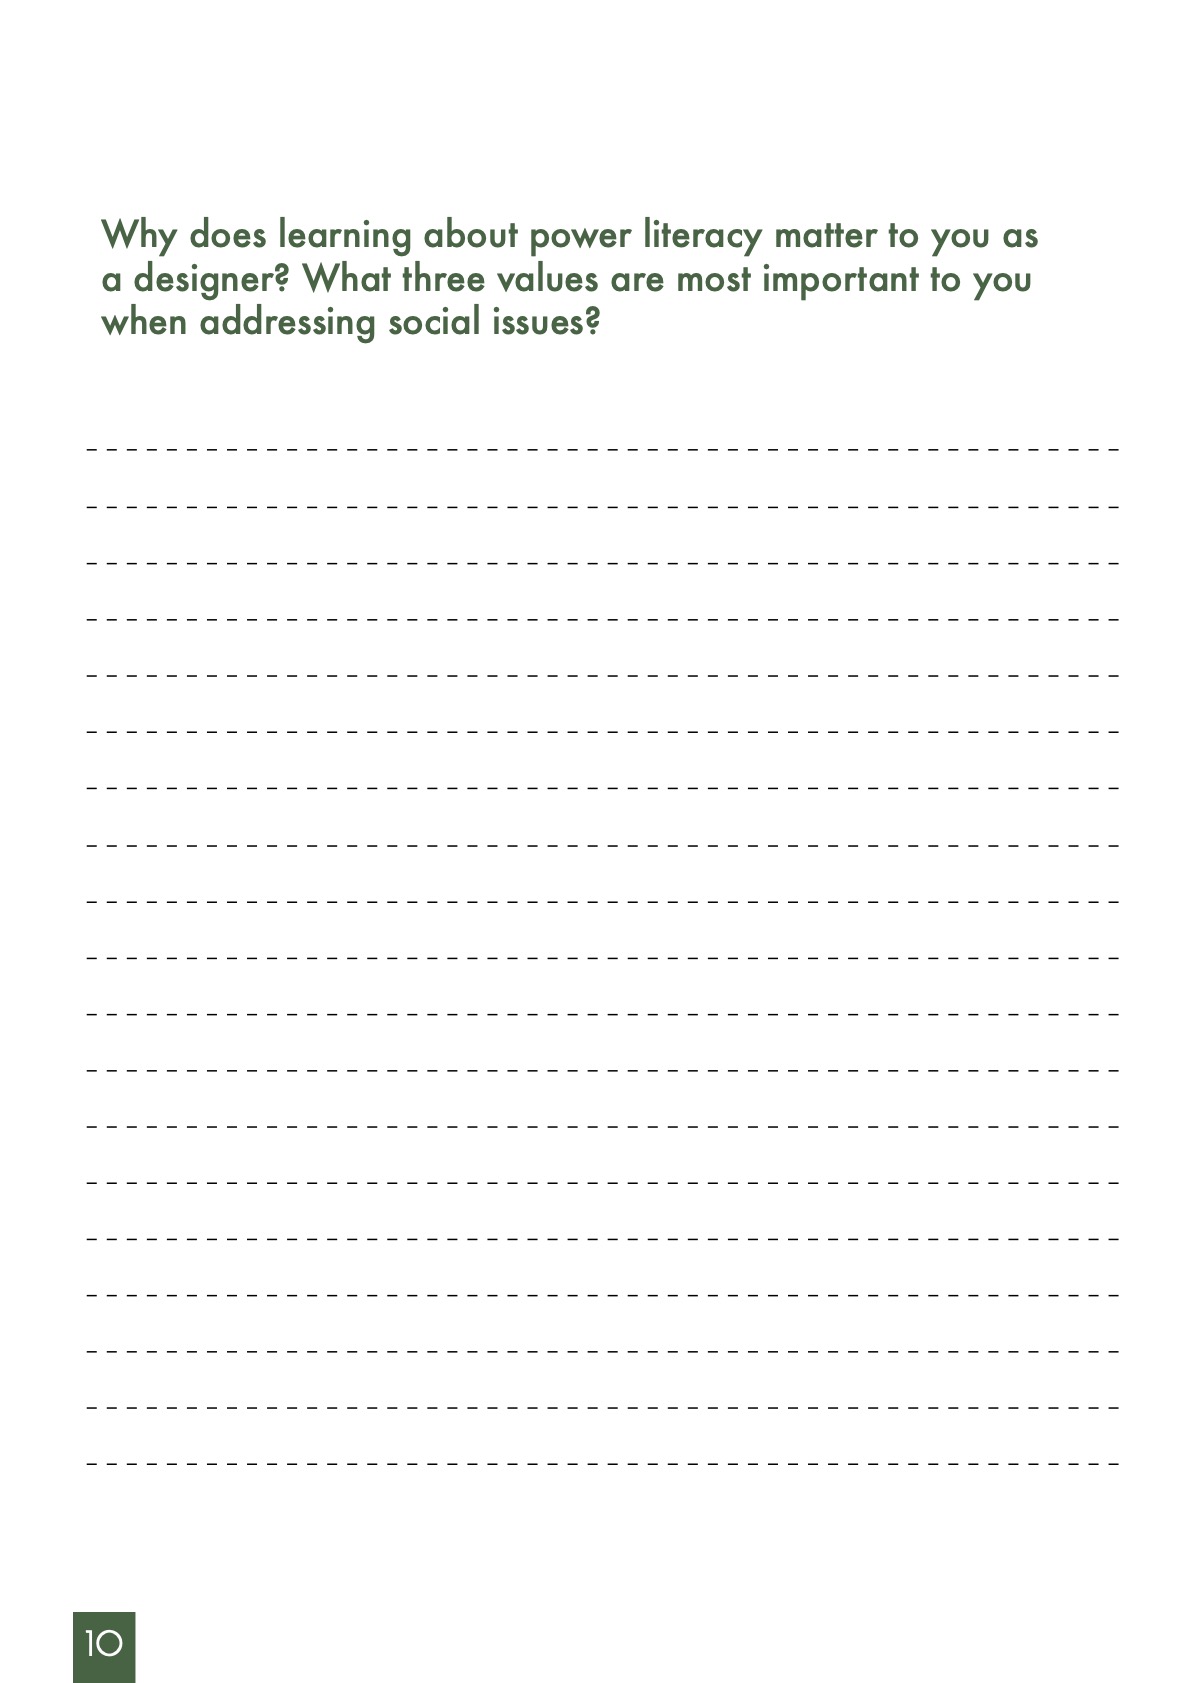 Why does learning about power literacy matter to you as
a designer? What three values are most important to you
when addressing social issues?
10